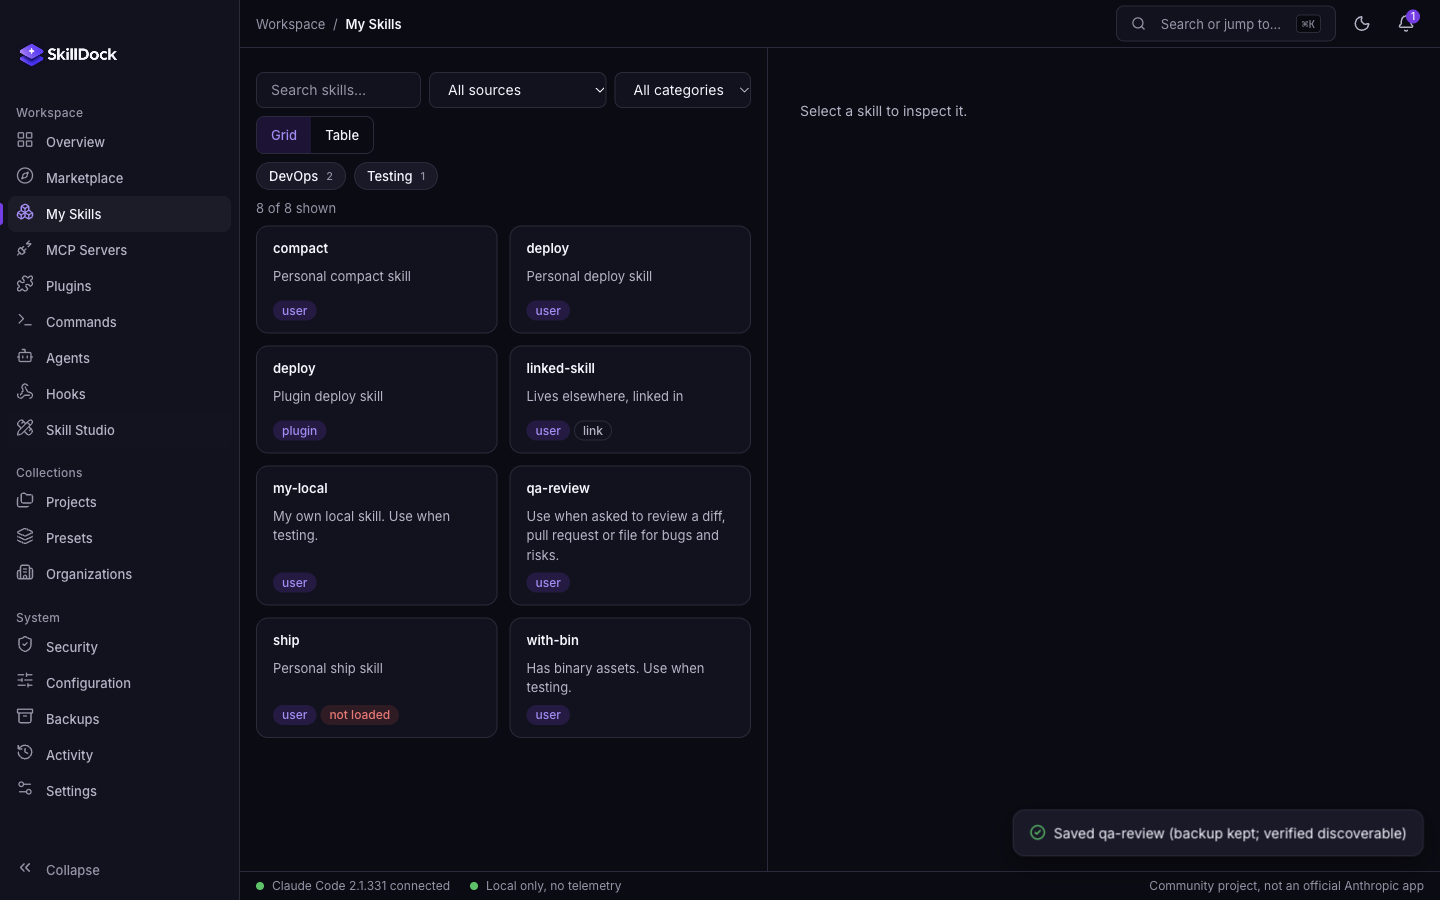 SkillDock
Workspace
Overview
Marketplace
My Skills
MCP Servers
Plugins
Commands
Agents
Hooks
Skill Studio
Collections
Projects
Presets
Organizations
System
Security
Configuration
Backups
Activity
Settings
Collapse
Workspace / My Skills
Search or jump to... ⌘K
1
Search skills...
All sources
All categories
Grid
Table
DevOps 2
Testing 1
8 of 8 shown
compact
Personal compact skill
user
deploy
Personal deploy skill
user
deploy
Plugin deploy skill
plugin
linked-skill
Lives elsewhere, linked in
user
link
my-local
My own local skill. Use when
testing.
user
qa-review
Use when asked to review a diff,
pull request or file for bugs and
risks.
user
ship
Personal ship skill
user
not loaded
with-bin
Has binary assets. Use when
testing.
user
Select a skill to inspect it.
Saved qa-review (backup kept; verified discoverable)
Claude Code 2.1.331 connected
Local only, no telemetry
Community project, not an official Anthropic app